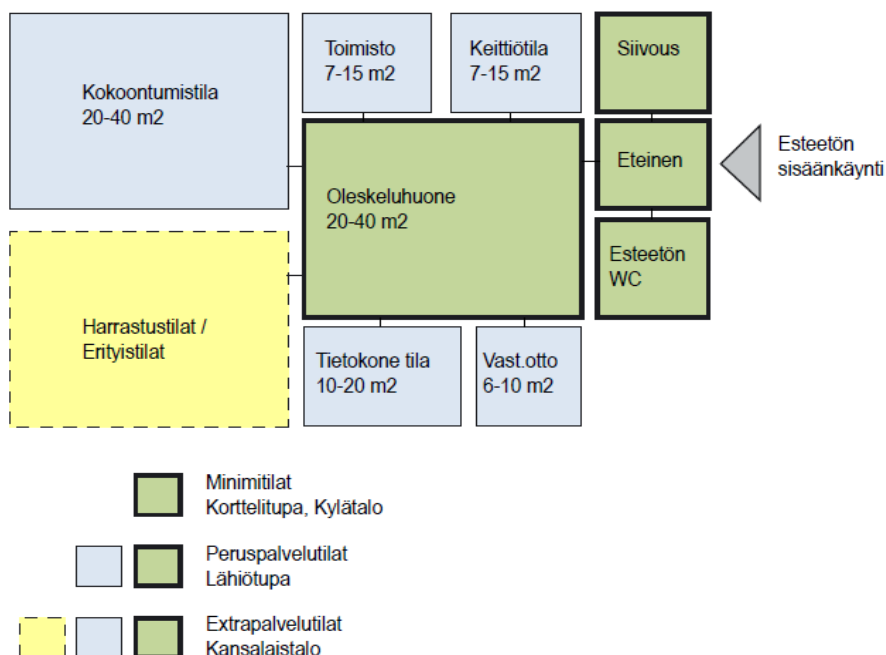 Kokoontumistila
20-40 m2
Toimisto
7-15 m2
Keittiötila
7-15 m2
Siivous
Oleskeluhuone
20-40 m2
Eteinen
Esteetön
sisäänkäynti
Esteetön
WC
Harrastustilat /
Erityistilat
Tietokone tila
10-20 m2
Vast.otto
6-10 m2
Minimitilat
Korttelitupa, Kylätalo
Peruspalvelutilat
Lähiötupa
Extrapalvelutilat
Kansalaistalo